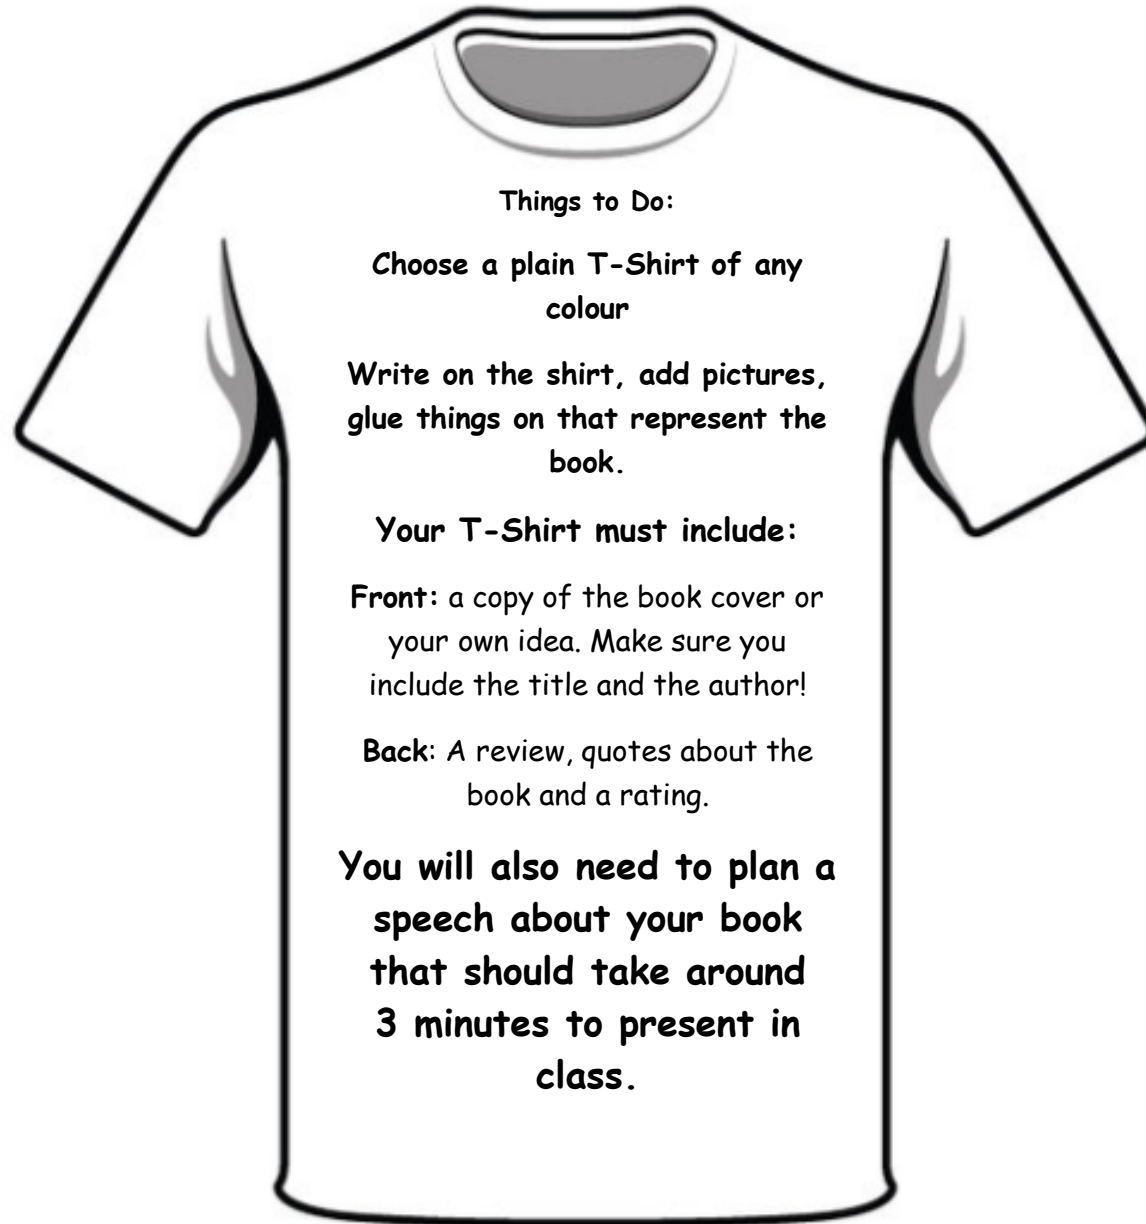 Things to Do:
Choose a plain T-Shirt of any
colour
Write on the shirt, add pictures,
glue things on that represent the
book.
Your T-Shirt must include:
Front: a copy of the book cover or
your own idea. Make sure you
include the title and the author!
Back: A review, quotes about the
book and a rating.
You will also need to plan a
speech about your book
that should take around
3 minutes to present in
class.